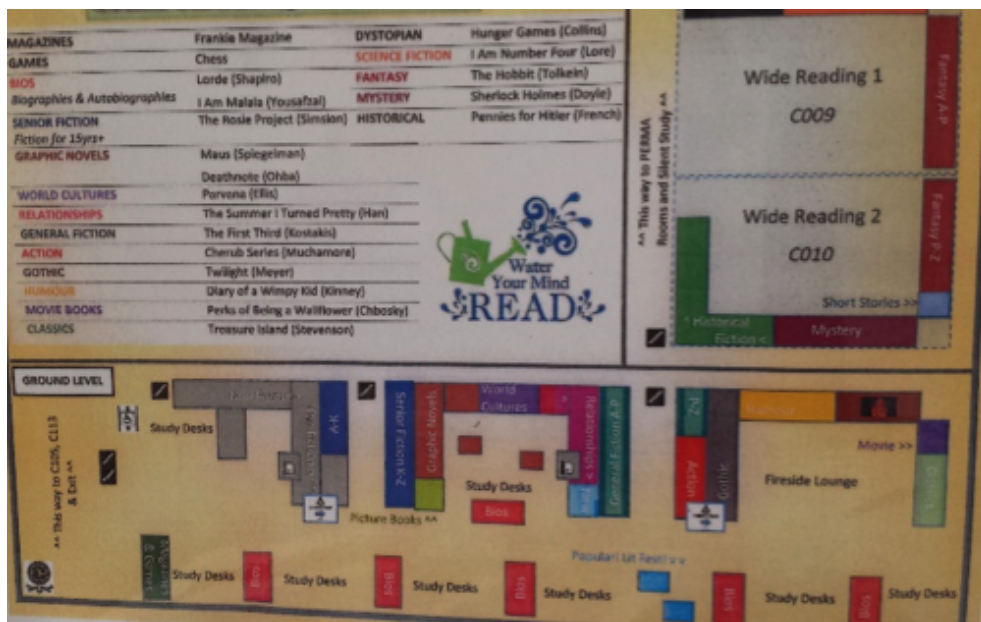 MAGAZINES Frankie Magazine
GAMES Chess
BIOS Lorde (Shapiro)
Biographies & Autobiographies I Am Malala (Yousafzai)
SENIOR FICTION The Rosie Project (Simsion)
Fiction for 15yrs+
GRAPHIC NOVELS Maus (Spiegelman)
Deathnote (Ohba)
WORLD CULTURES Parvana (Ellis)
RELATIONSHIPS The Summer I Turned Pretty (Han)
GENERAL FICTION The First Third (Kostakis)
ACTION Cherub Series (Muchamore)
GOTHIC Twilight (Meyer)
HUMOUR Diary of a Wimpy Kid (Kinney)
MOVIE BOOKS Perks of Being a Wallflower (Chbosky)
CLASSICS Treasure Island (Stevenson)
DYSTOPIAN Hunger Games (Collins)
SCIENCE FICTION I Am Number Four (Lore)
FANTASY The Hobbit (Tolkein)
MYSTERY Sherlock Holmes (Doyle)
HISTORICAL Pennies for Hitler (French)
Water
Your Mind
READ
^^ This way to PERMA
Rooms and Silent Study ^^
Wide Reading 1
C009
Fantasy A-P
Wide Reading 2
C010
Fantasy P-Z
Short Stories >>
^ Historical
Fiction <
Mystery
GROUND LEVEL
^^ This way to C105, C113
& Exit ^^
Study Desks
Senior Fiction K-Z
Graphic Novels
Picture Books ^^
World
Cultures
Relationships >
General Fiction A-P
Study Desks
Bios
P-Z
Action
Gothic
Humour
Movie >>
Fireside Lounge
Study Desks
Bios
Study Desks
Bios
Study Desks
Bios
Study Desks
Bios
Study Desks
Bios
Study Desks